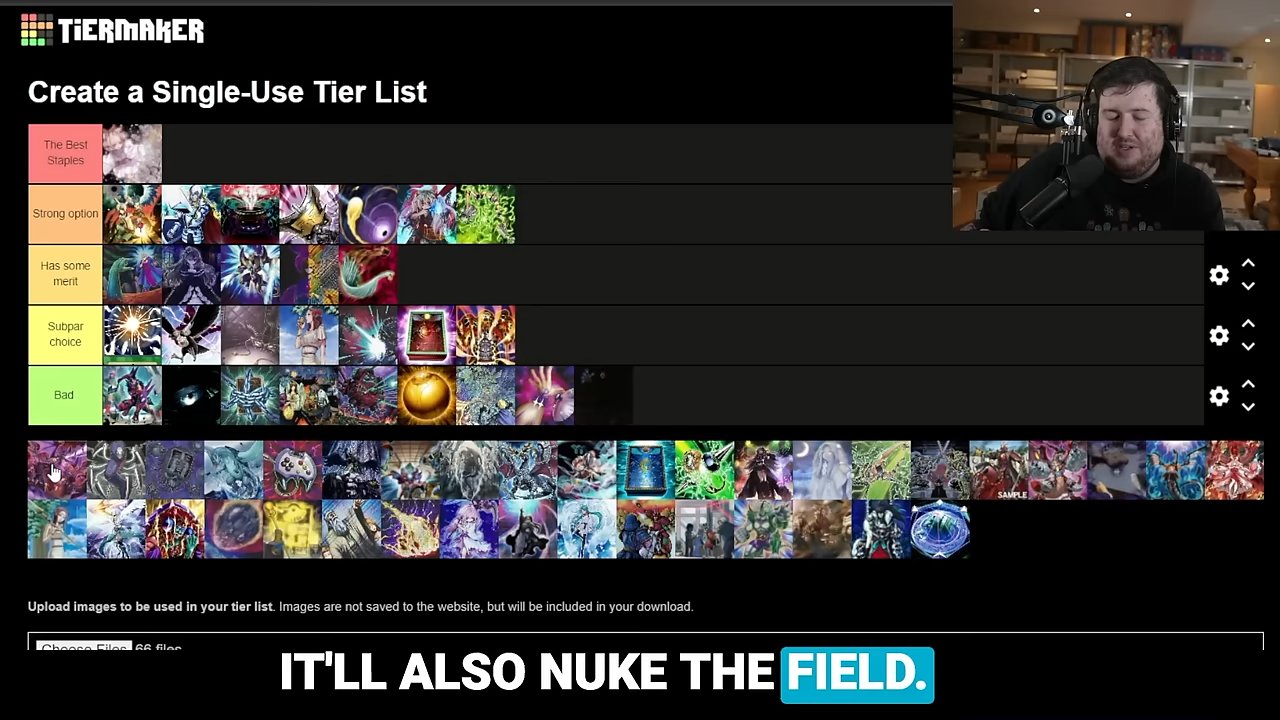 TiERMAKER
Create a Single-Use Tier List
The Best
Staples
Strong option
Has some
merit
Subpar
choice
Bad
SAMPLE
Upload images to be used in your tier list. Images are not saved to the website, but will be included in your download.
Choose Files 66 files
IT'LL ALSO NUKE THE FIELD.